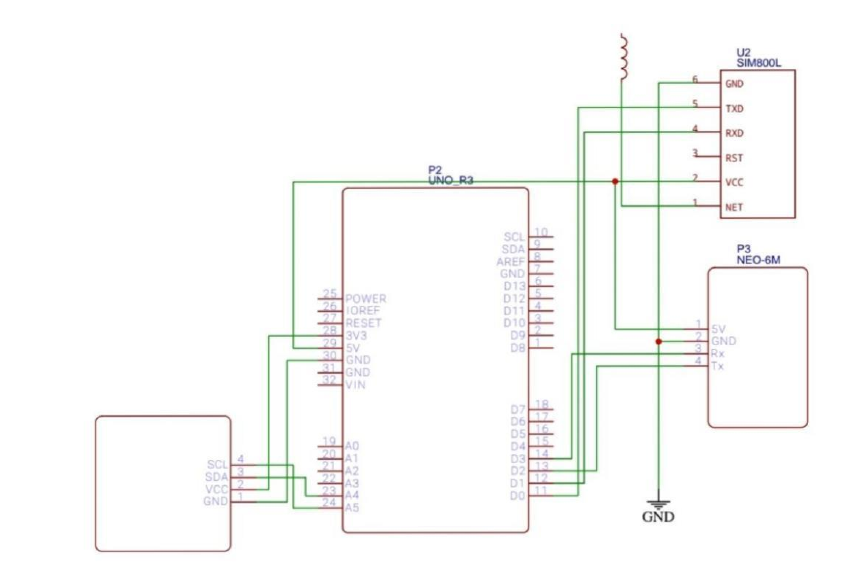 U2
SIM800L
6 GND
5 TXD
4 RXD
3 RST
2 VCC
1 NET
P2
UNO_R3
SCL 10
SDA 9
AREF 8
GND 7
D13 6
D12 5
D11 4
D10 3
D9 2
D8 1
25 POWER
26 IOREF
27 RESET
28 3V3
29 5V
30 GND
31 GND
32 VIN
D7 18
D6 17
D5 16
D4 15
D3 14
D2 13
D1 12
D0 11
19 A0
20 A1
21 A2
22 A3
23 A4
24 A5
P3
NEO-6M
1 5V
2 GND
3 Rx
4 Tx
SCL 4
SDA 3
VCC 2
GND 1
GND